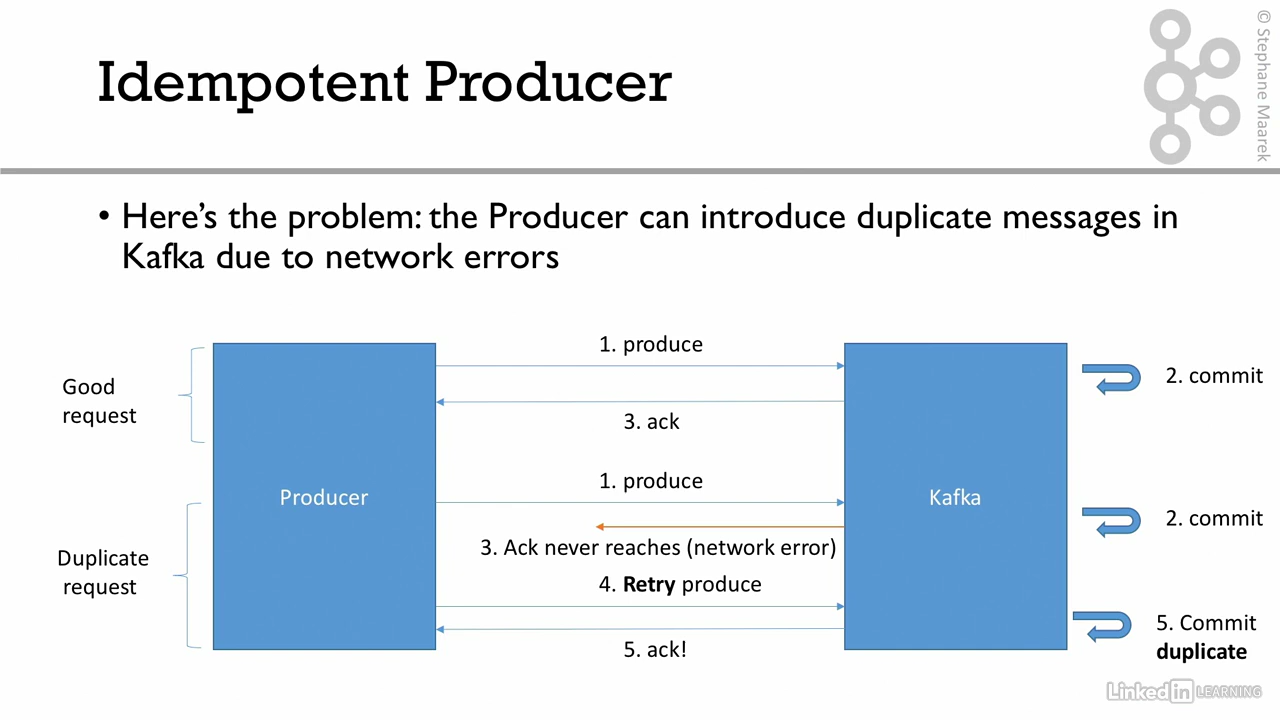 © Stephane Maarek
Idempotent Producer
• Here's the problem: the Producer can introduce duplicate messages in
Kafka due to network errors
Good
request
Producer
1. produce
3. ack
Kafka
2. commit
Duplicate
request
1. produce
2. commit
3. Ack never reaches (network error)
4. Retry produce
5. ack!
5. Commit
duplicate
LinkedIn LEARNING